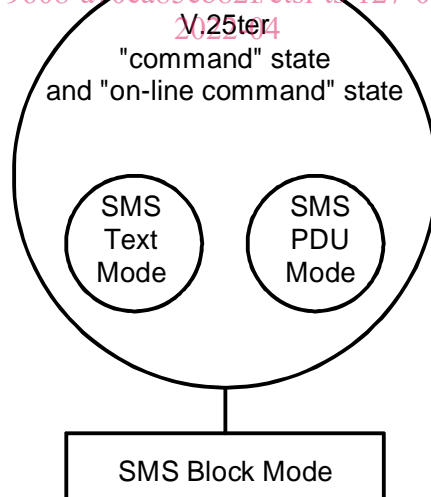 V.25ter
"command" state
and "on-line command" state
SMS
Text
Mode
SMS
PDU
Mode
SMS Block Mode